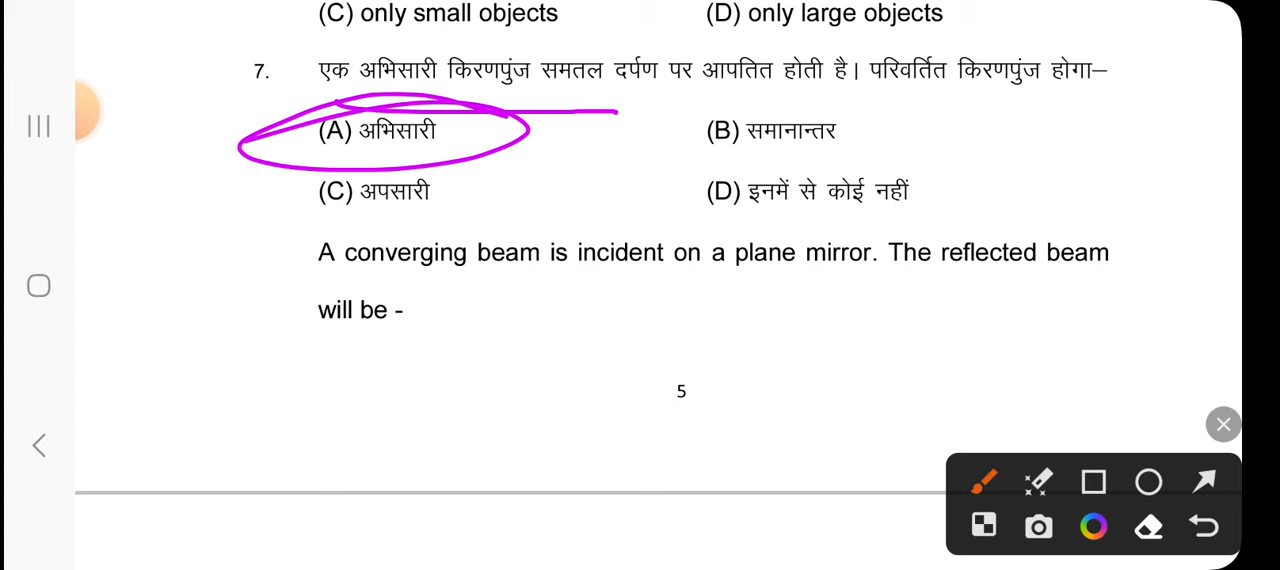 (C) only small objects (D) only large objects
7. एक अभिसारी किरणपुंज समतल दर्पण पर आपतित होती है। परिवर्तित किरणपुंज होगा–
(A) अभिसारी (B) समानान्तर
(C) अपसारी (D) इनमें से कोई नहीं
A converging beam is incident on a plane mirror. The reflected beam
will be -
5